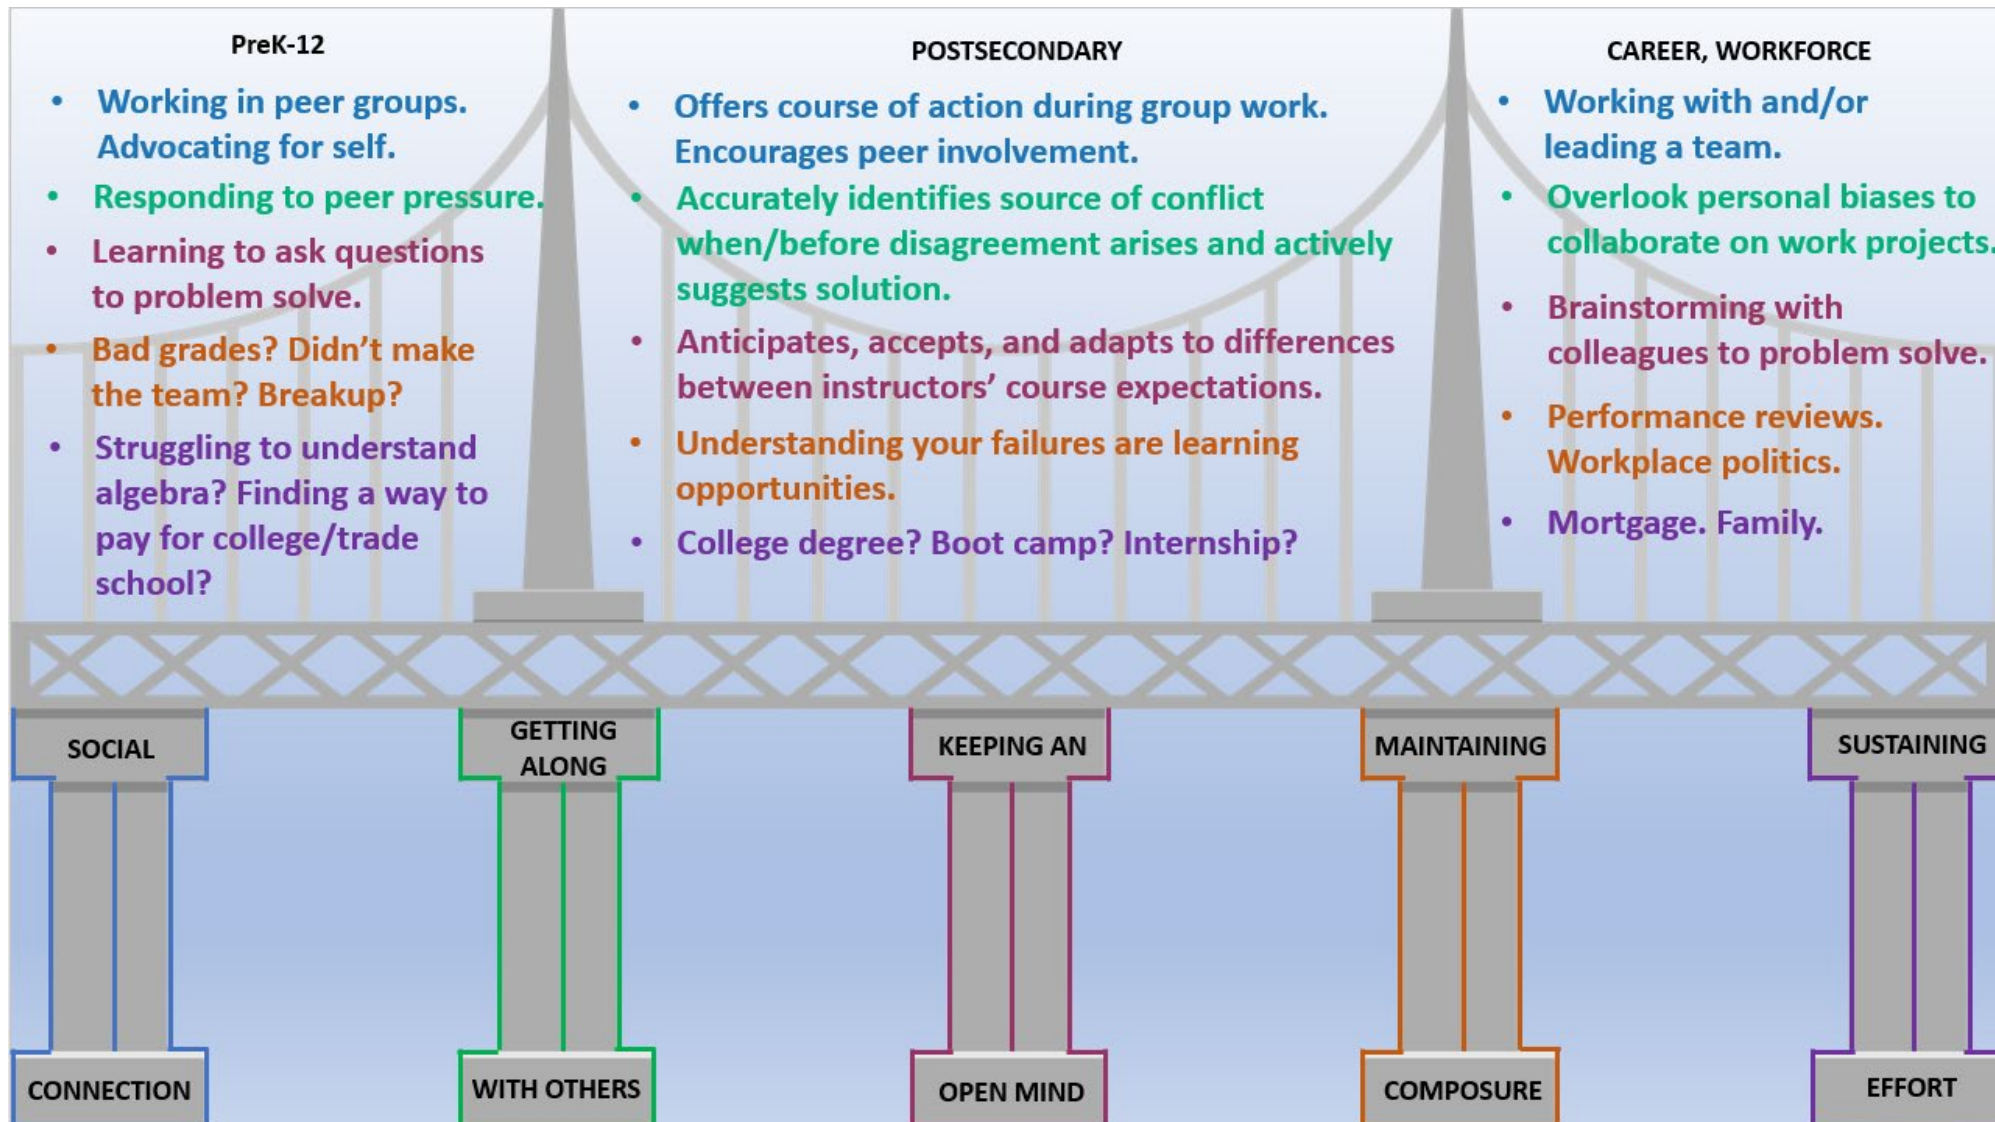 PreK-12
• Working in peer groups.
Advocating for self.
• Responding to peer pressure.
• Learning to ask questions
to problem solve.
• Bad grades? Didn’t make
the team? Breakup?
• Struggling to understand
algebra? Finding a way to
pay for college/trade
school?
POSTSECONDARY
• Offers course of action during group work.
Encourages peer involvement.
• Accurately identifies source of conflict
when/before disagreement arises and actively
suggests solution.
• Anticipates, accepts, and adapts to differences
between instructors’ course expectations.
• Understanding your failures are learning
opportunities.
• College degree? Boot camp? Internship?
CAREER, WORKFORCE
• Working with and/or
leading a team.
• Overlook personal biases to
collaborate on work projects.
• Brainstorming with
colleagues to problem solve.
• Performance reviews.
Workplace politics.
• Mortgage. Family.
SOCIAL
CONNECTION
GETTING
ALONG
WITH OTHERS
KEEPING AN
OPEN MIND
MAINTAINING
COMPOSURE
SUSTAINING
EFFORT